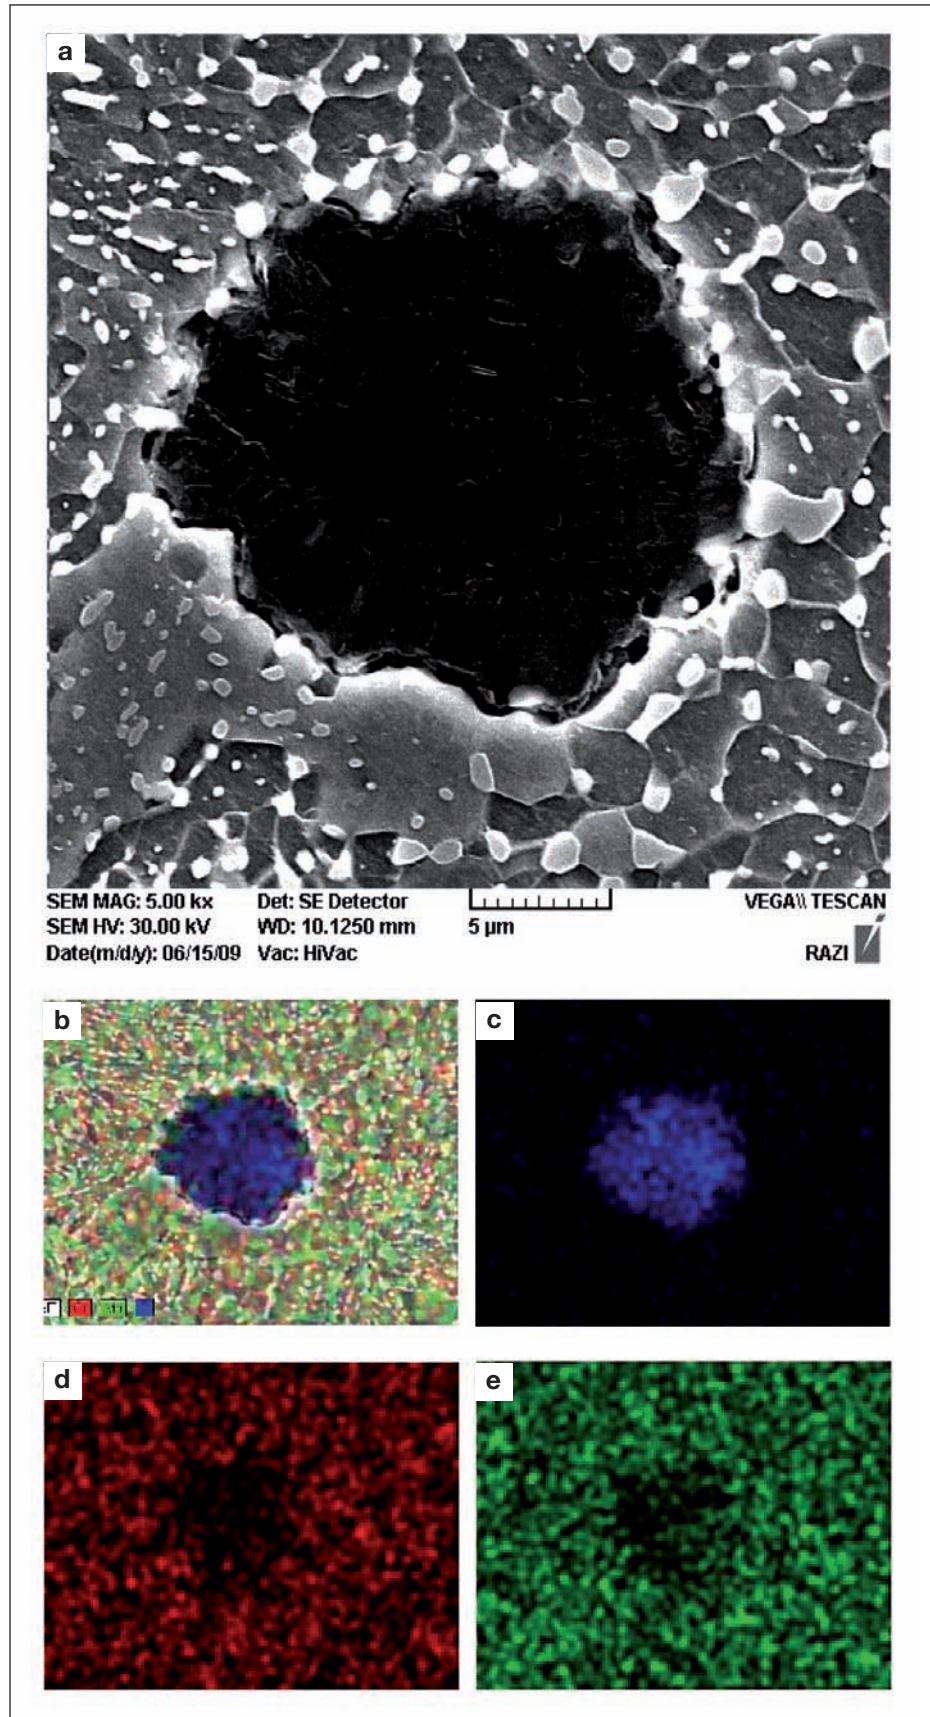 a
SEM MAG: 5.00 kx Det: SE Detector VEGA\\ TESCAN
SEM HV: 30.00 kV WD: 10.1250 mm 5 µm
Date(m/d/y): 06/15/09 Vac: HiVac RAZI
b
c
d
e